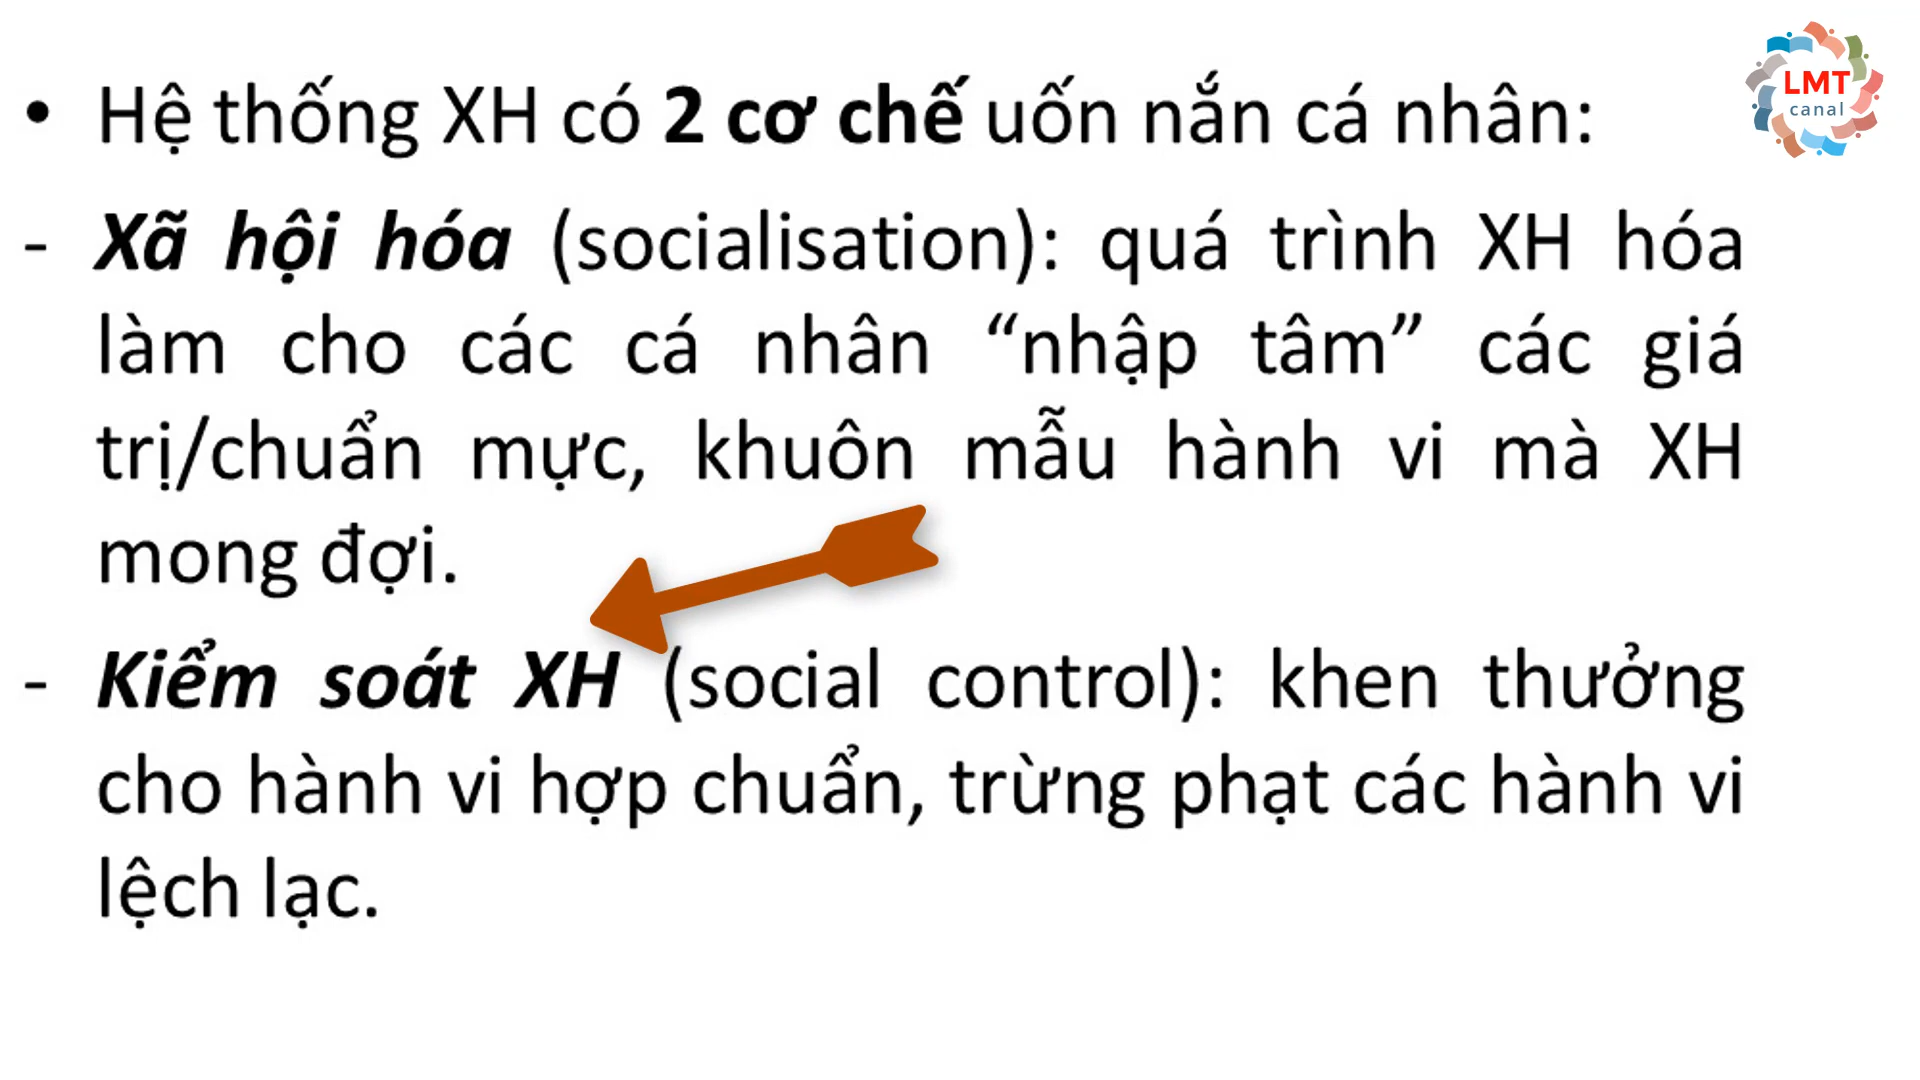 LMT
canal
• Hệ thống XH có 2 cơ chế uốn nắn cá nhân:
- Xã hội hóa (socialisation): quá trình XH hóa
làm cho các cá nhân “nhập tâm” các giá
trị/chuẩn mực, khuôn mẫu hành vi mà XH
mong đợi.
- Kiểm soát XH (social control): khen thưởng
cho hành vi hợp chuẩn, trừng phạt các hành vi
lệch lạc.